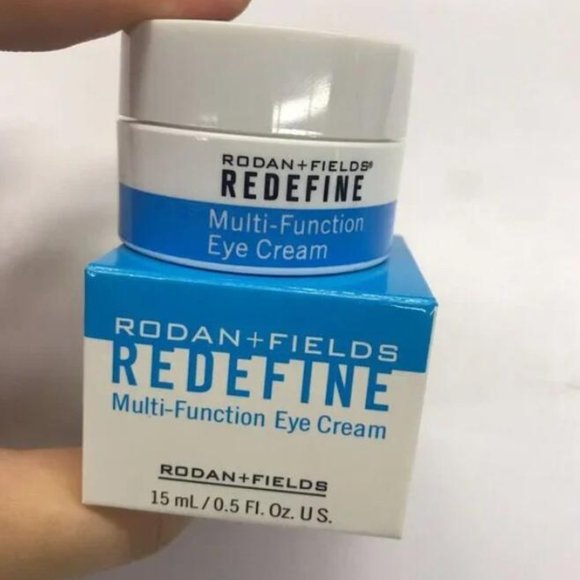 RODAN+FIELDS®
REDEFINE
Multi-Function
Eye Cream
RODAN+FIELDS
REDEFINE
Multi-Function Eye Cream
RODAN+FIELDS
15 mL / 0.5 Fl. Oz. U S.